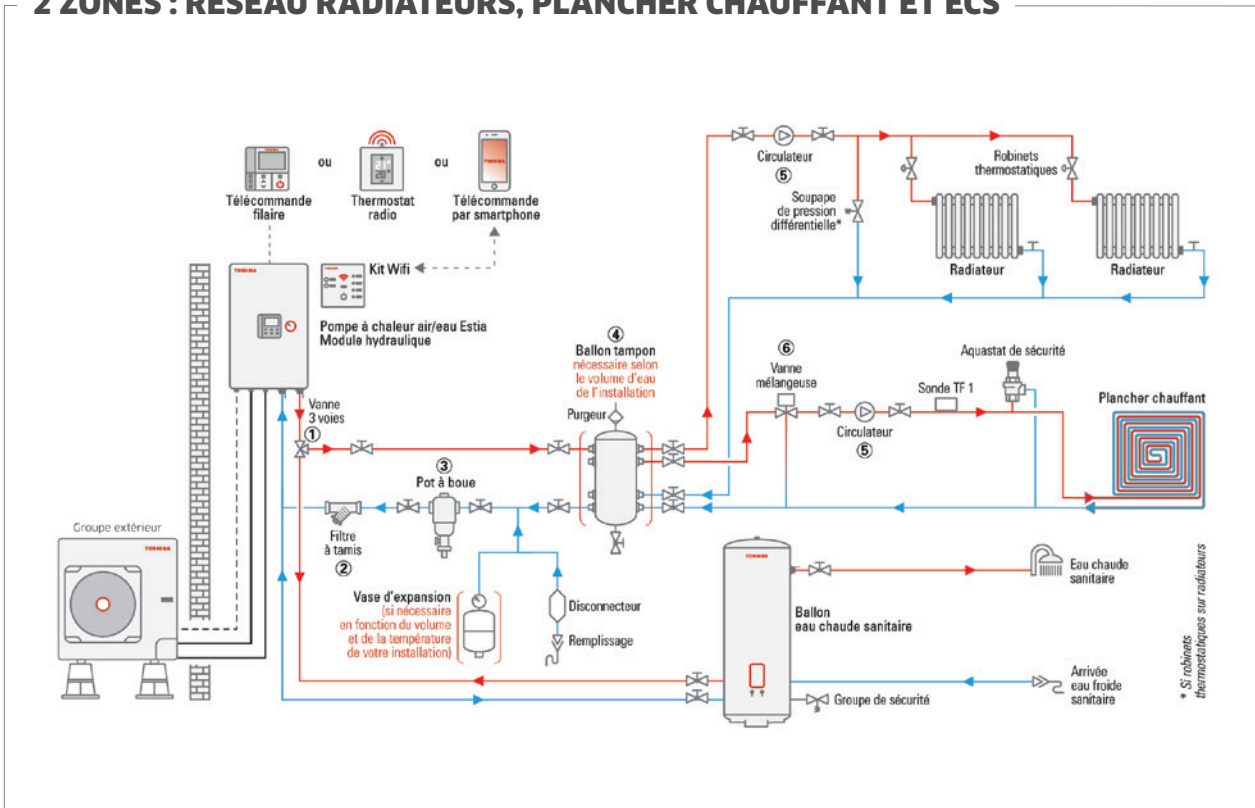 2 ZONES : RÉSEAU RADIATEURS, PLANCHER CHAUFFANT ET ECS
TOSHIBA
ou
ou
TOSHIBA
Télécommande
filaire
Thermostat
radio
Télécommande
par smartphone
Circulateur
⑤
Robinets
thermostatiques
Soupape
de pression
différentielle*
Radiateur
Radiateur
TOSHIBA
Kit Wifi
Pompe à chaleur air/eau Estia
Module hydraulique
④
Ballon tampon
nécessaire selon
le volume d'eau
de l'installation
Purgeur
⑥
Vanne
mélangeuse
Circulateur
⑤
Sonde TF 1
Aquastat de sécurité
Plancher chauffant
Vanne
3 voies
①
③
Pot à boue
Filtre
à tamis
②
Groupe extérieur
TOSHIBA
Vase d'expansion
(si nécessaire
en fonction du volume
et de la température
de votre installation)
Disconnecteur
Remplissage
TOSHIBA
Ballon
eau chaude sanitaire
Eau chaude
sanitaire
Arrivée
eau froide
sanitaire
Groupe de sécurité
* Si robinets
thermostatiques sur radiateurs